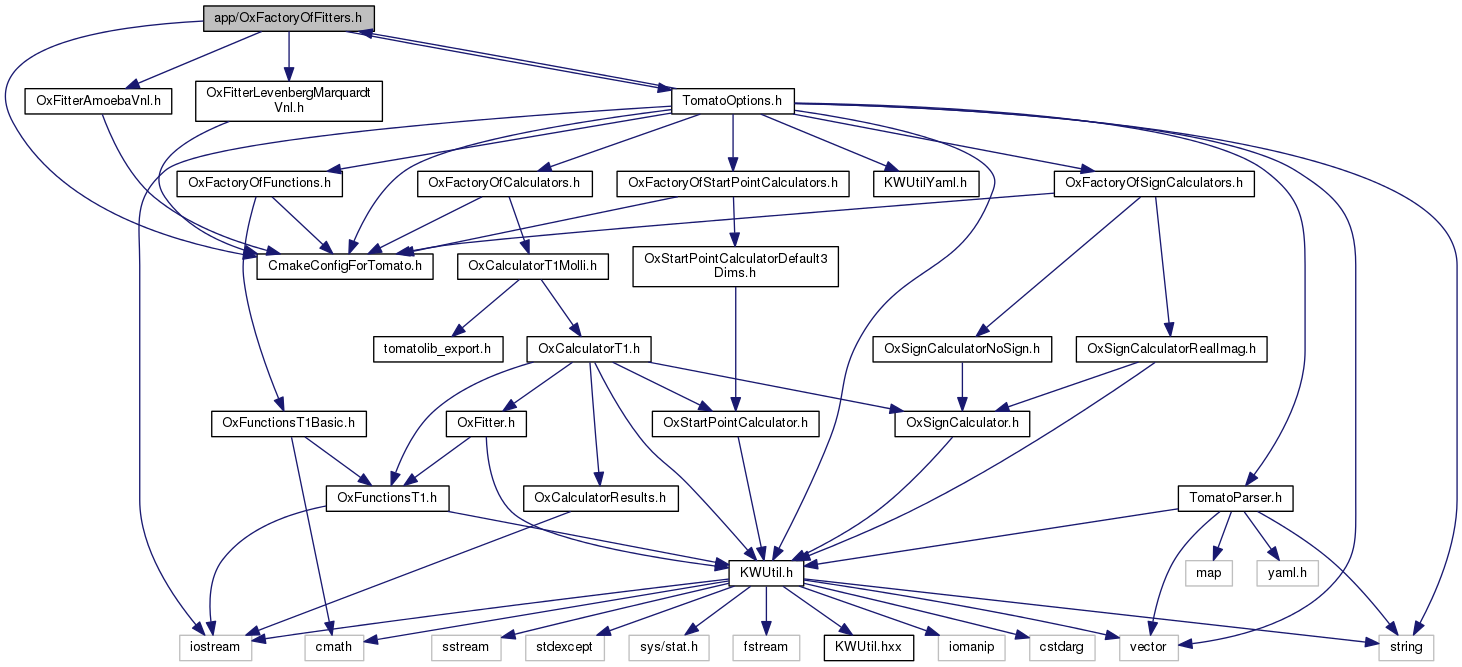 app/OxFactoryOfFitters.h
OxFitterAmoebaVnl.h
OxFitterLevenbergMarquardt
Vnl.h
TomatoOptions.h
OxFactoryOfFunctions.h
OxFactoryOfCalculators.h
OxFactoryOfStartPointCalculators.h
KWUtilYaml.h
OxFactoryOfSignCalculators.h
CmakeConfigForTomato.h
OxCalculatorT1Molli.h
OxStartPointCalculatorDefault3
Dims.h
tomatolib_export.h
OxCalculatorT1.h
OxSignCalculatorNoSign.h
OxSignCalculatorRealImag.h
OxFunctionsT1Basic.h
OxFitter.h
OxStartPointCalculator.h
OxSignCalculator.h
OxFunctionsT1.h
OxCalculatorResults.h
TomatoParser.h
KWUtil.h
map
yaml.h
iostream
cmath
sstream
stdexcept
sys/stat.h
fstream
KWUtil.hxx
iomanip
cstdarg
vector
string